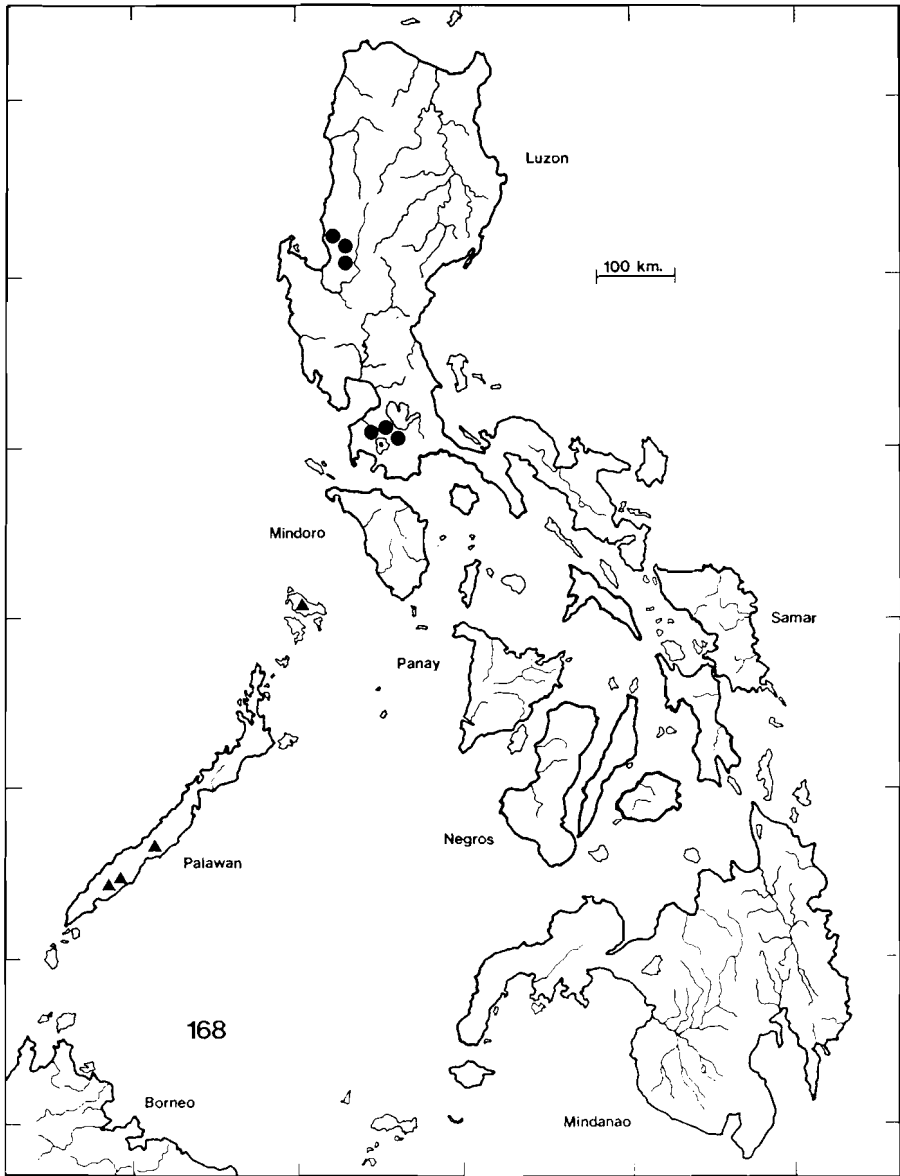 Luzon
100 km.
Mindoro
Samar
Panay
Negros
Palawan
168
Borneo
Mindanao